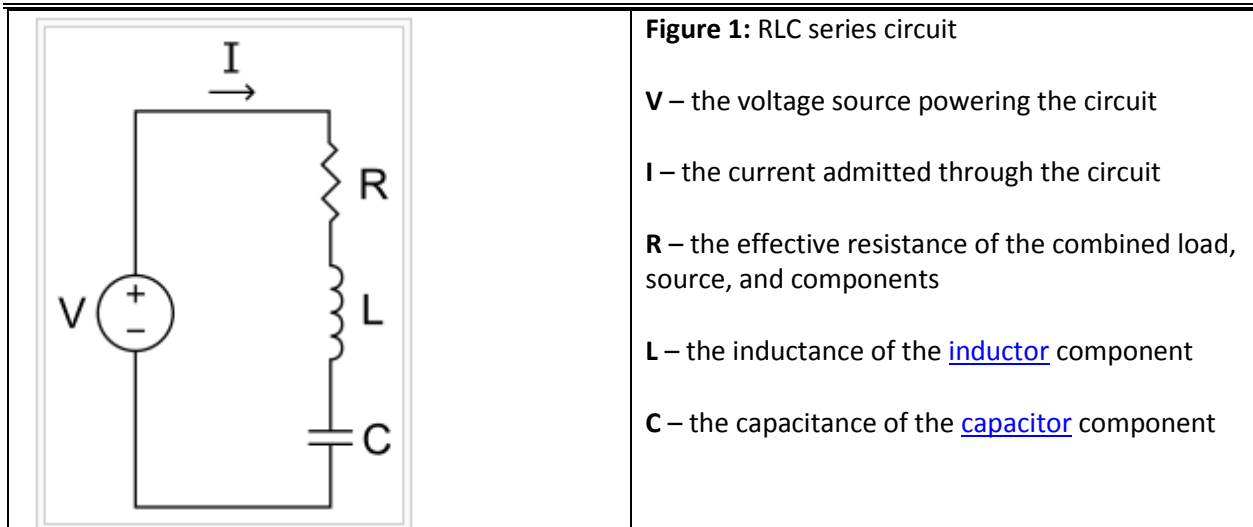 I
R
V
+
−
L
C
Figure 1: RLC series circuit
V – the voltage source powering the circuit
I – the current admitted through the circuit
R – the effective resistance of the combined load,
source, and components
L – the inductance of the inductor component
C – the capacitance of the capacitor component